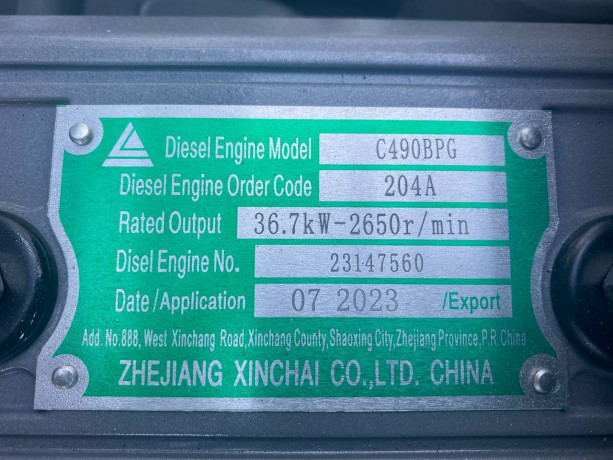 Diesel Engine Model C490BPG
Diesel Engine Order Code 204A
Rated Output 36.7kW-2650r/min
Disel Engine No. 23147560
Date/Application 07 2023 /Export
Add. No.888, West Xinchang Road,Xinchang County,Shaoxing City,Zhejiang Province,P.R.China
ZHEJIANG XINCHAI CO.,LTD. CHINA